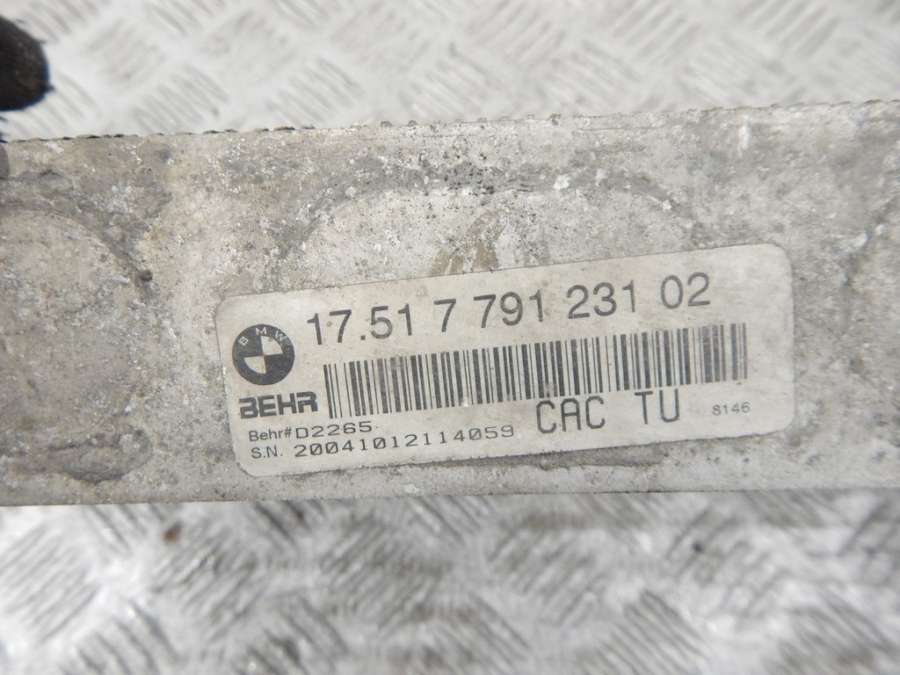 17.51 7 791 231 02
BMW
BEHR
CAC TU 8146
Behr# D2265
S.N. 20041012114059